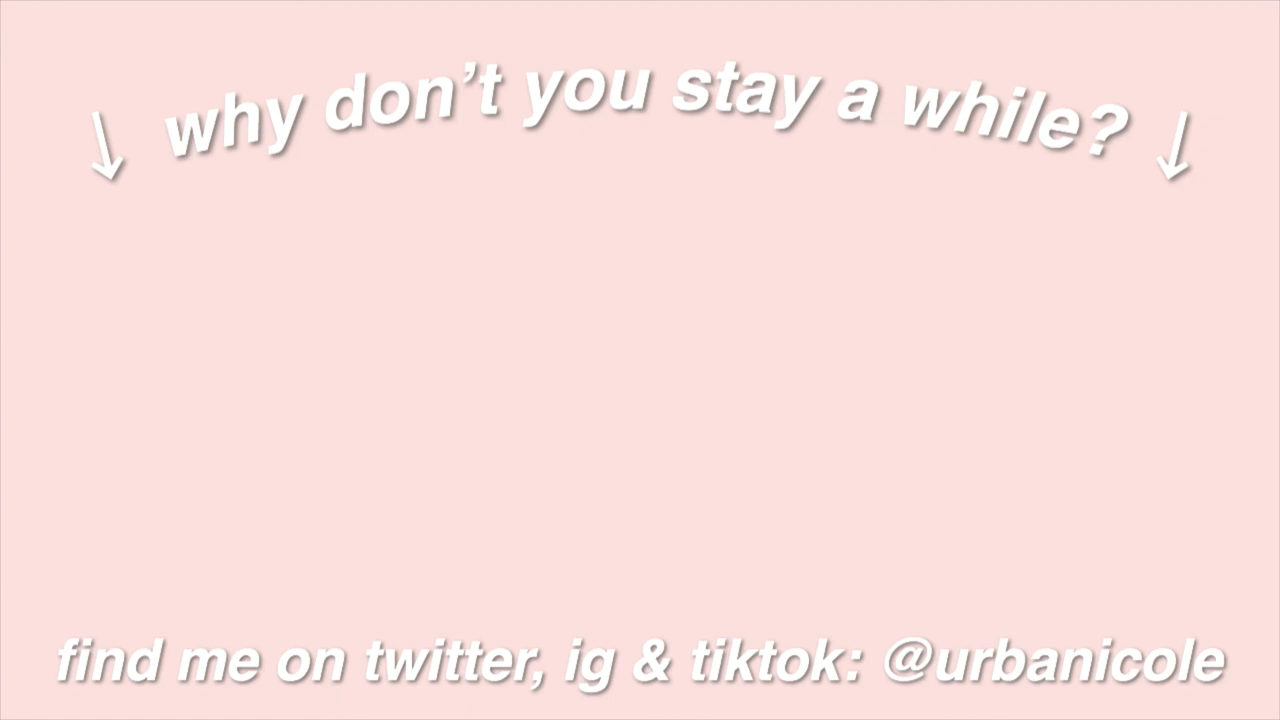 ↓ why don’t you stay a while? ↓
find me on twitter, ig & tiktok: @urbanicole